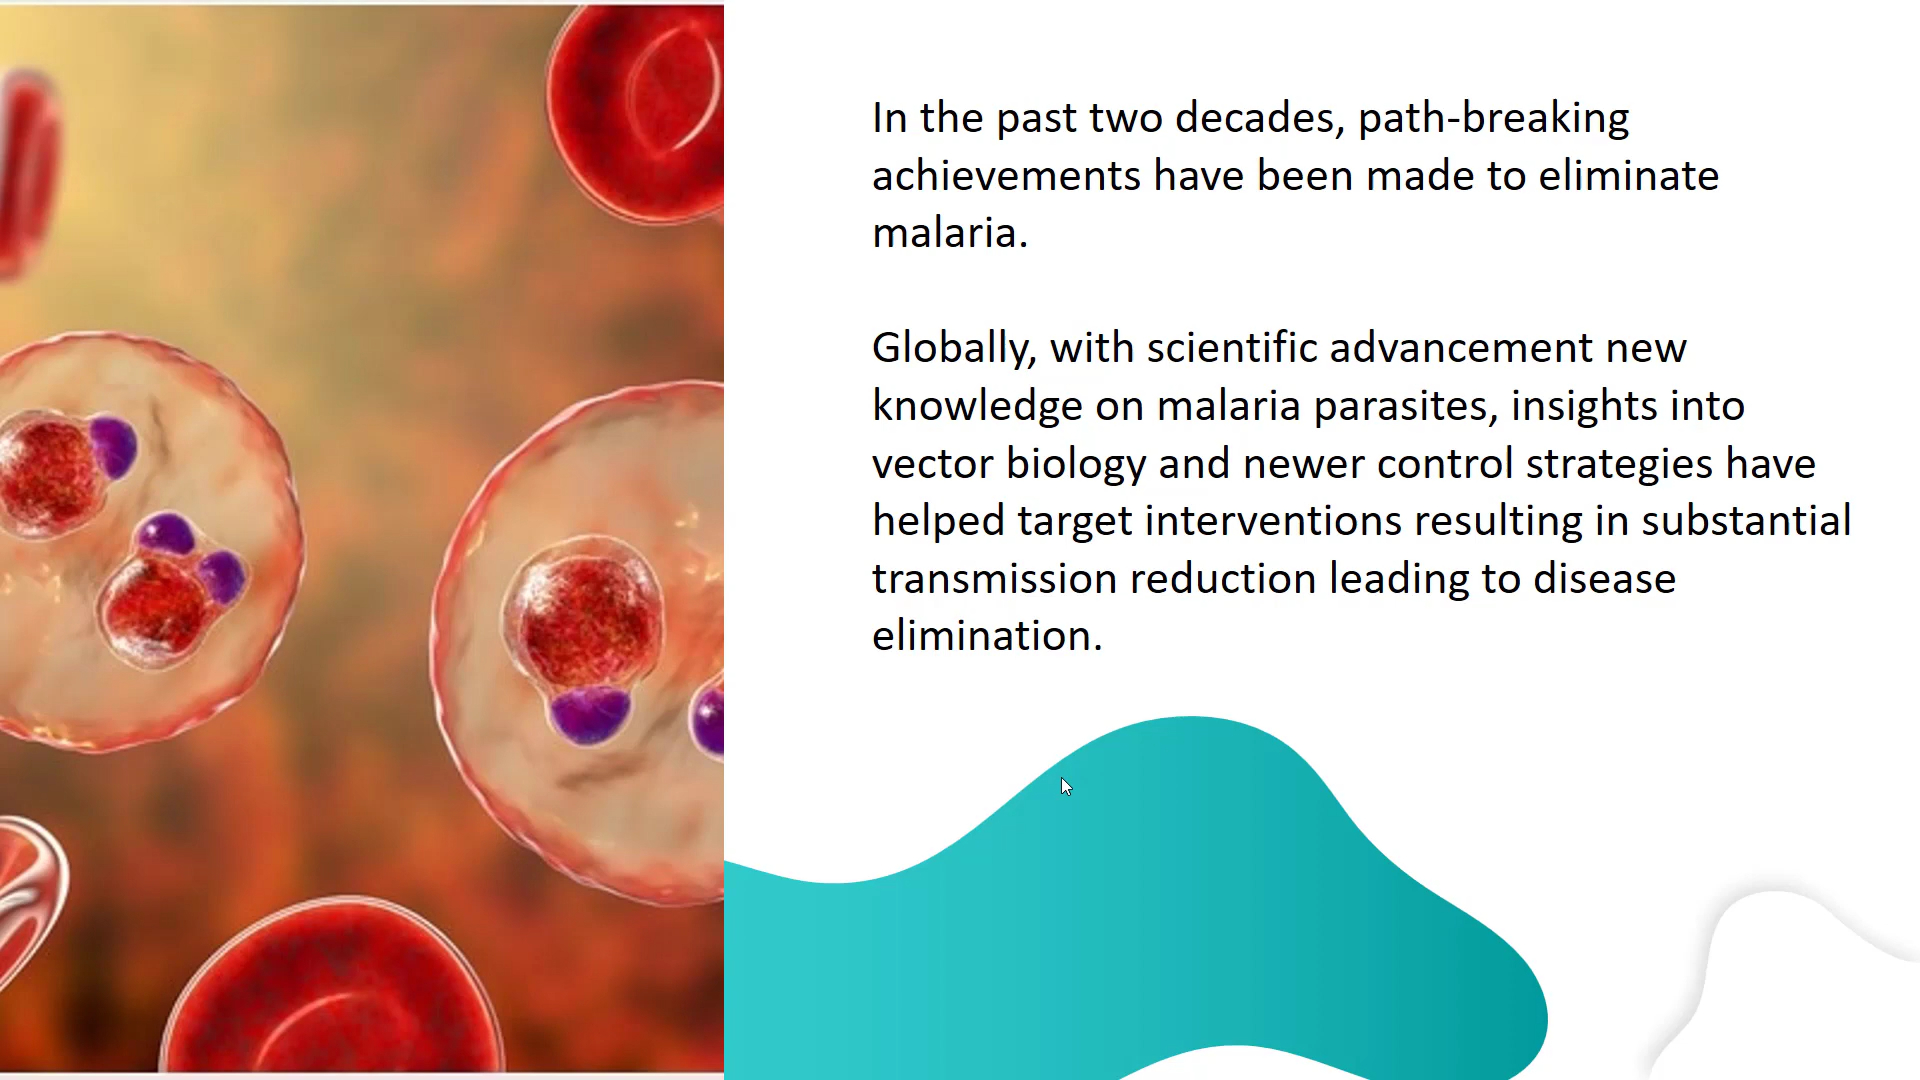 In the past two decades, path-breaking
achievements have been made to eliminate
malaria.
Globally, with scientific advancement new
knowledge on malaria parasites, insights into
vector biology and newer control strategies have
helped target interventions resulting in substantial
transmission reduction leading to disease
elimination.